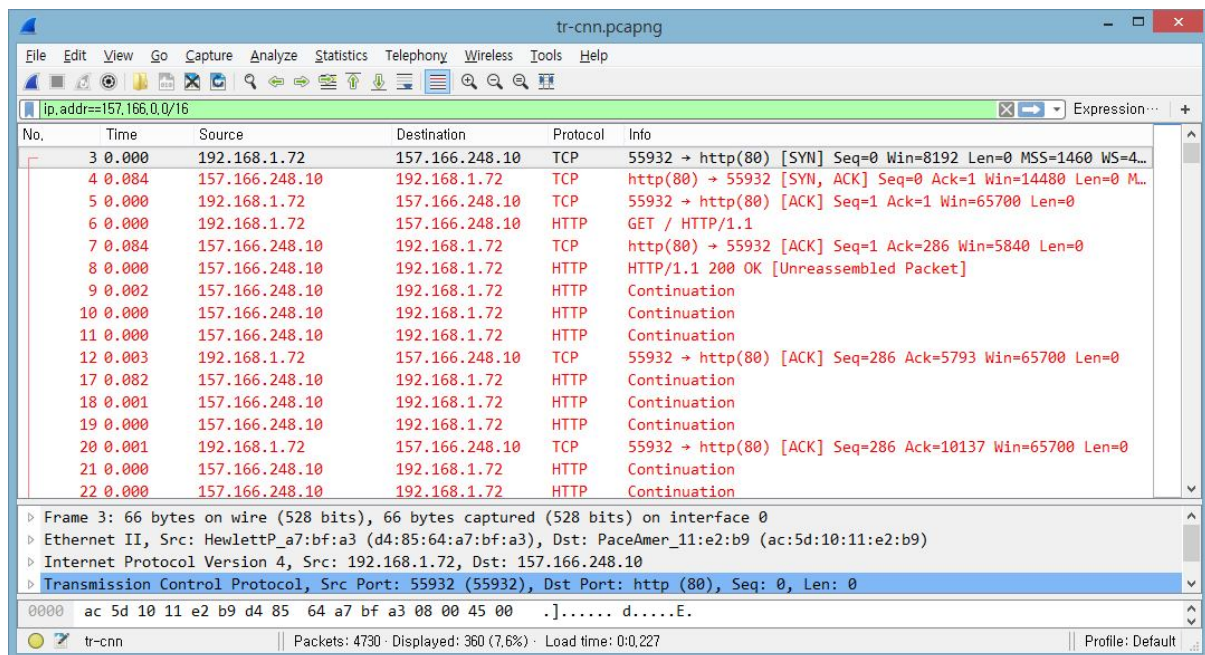 tr-cnn.pcapng
File Edit View Go Capture Analyze Statistics Telephony Wireless Tools Help
ip.addr==157.166.0.0/16 Expression… +
No. Time Source Destination Protocol Info
3 0.000 192.168.1.72 157.166.248.10 TCP 55932 → http(80) [SYN] Seq=0 Win=8192 Len=0 MSS=1460 WS=4…
4 0.084 157.166.248.10 192.168.1.72 TCP http(80) → 55932 [SYN, ACK] Seq=0 Ack=1 Win=14480 Len=0 M…
5 0.000 192.168.1.72 157.166.248.10 TCP 55932 → http(80) [ACK] Seq=1 Ack=1 Win=65700 Len=0
6 0.000 192.168.1.72 157.166.248.10 HTTP GET / HTTP/1.1
7 0.084 157.166.248.10 192.168.1.72 TCP http(80) → 55932 [ACK] Seq=1 Ack=286 Win=5840 Len=0
8 0.000 157.166.248.10 192.168.1.72 HTTP HTTP/1.1 200 OK [Unreassembled Packet]
9 0.002 157.166.248.10 192.168.1.72 HTTP Continuation
10 0.000 157.166.248.10 192.168.1.72 HTTP Continuation
11 0.000 157.166.248.10 192.168.1.72 HTTP Continuation
12 0.003 192.168.1.72 157.166.248.10 TCP 55932 → http(80) [ACK] Seq=286 Ack=5793 Win=65700 Len=0
17 0.082 157.166.248.10 192.168.1.72 HTTP Continuation
18 0.001 157.166.248.10 192.168.1.72 HTTP Continuation
19 0.000 157.166.248.10 192.168.1.72 HTTP Continuation
20 0.001 192.168.1.72 157.166.248.10 TCP 55932 → http(80) [ACK] Seq=286 Ack=10137 Win=65700 Len=0
21 0.000 157.166.248.10 192.168.1.72 HTTP Continuation
22 0.000 157.166.248.10 192.168.1.72 HTTP Continuation
Frame 3: 66 bytes on wire (528 bits), 66 bytes captured (528 bits) on interface 0
Ethernet II, Src: HewlettP_a7:bf:a3 (d4:85:64:a7:bf:a3), Dst: PaceAmer_11:e2:b9 (ac:5d:10:11:e2:b9)
Internet Protocol Version 4, Src: 192.168.1.72, Dst: 157.166.248.10
Transmission Control Protocol, Src Port: 55932 (55932), Dst Port: http (80), Seq: 0, Len: 0
0000 ac 5d 10 11 e2 b9 d4 85 64 a7 bf a3 08 00 45 00 .]...... d.....E.
tr-cnn Packets: 4730 · Displayed: 360 (7,6%) · Load time: 0:0,227 Profile: Default